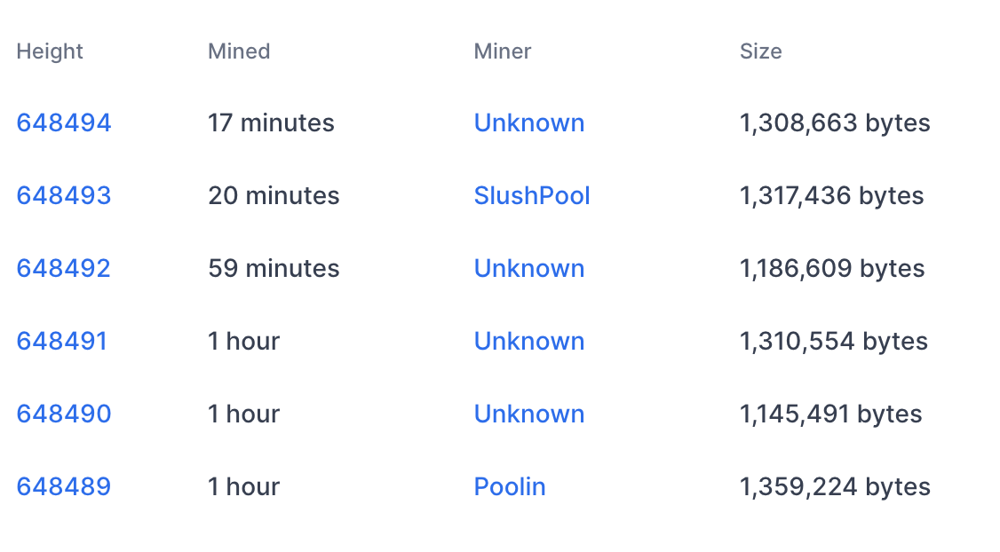 Height Mined Miner Size
648494 17 minutes Unknown 1,308,663 bytes
648493 20 minutes SlushPool 1,317,436 bytes
648492 59 minutes Unknown 1,186,609 bytes
648491 1 hour Unknown 1,310,554 bytes
648490 1 hour Unknown 1,145,491 bytes
648489 1 hour Poolin 1,359,224 bytes